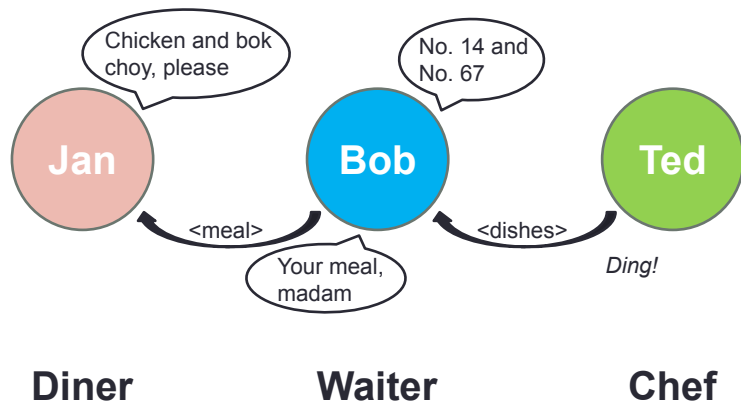 Chicken and bok
choy, please
No. 14 and
No. 67
Jan
Bob
Ted
<meal>
<dishes>
Your meal,
madam
Ding!
Diner
Waiter
Chef